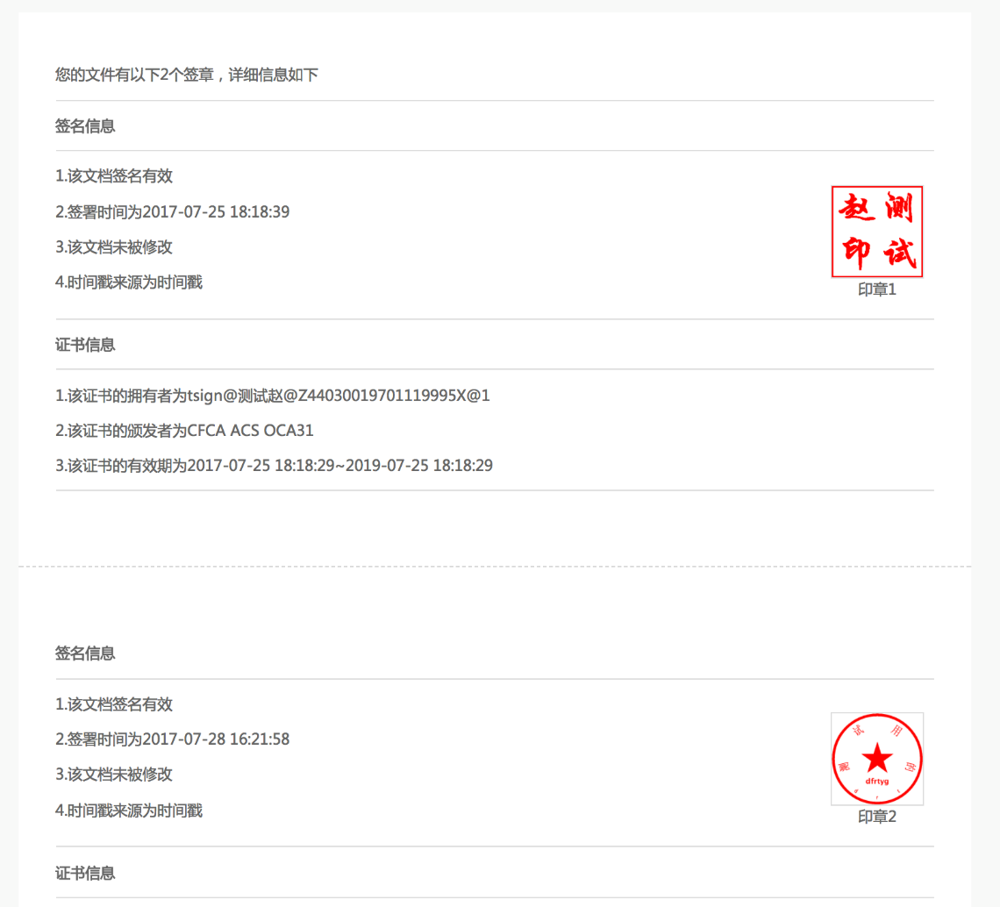 您的文件有以下2个签章，详细信息如下
签名信息
1.该文档签名有效
2.签署时间为2017-07-25 18:18:39
3.该文档未被修改
4.时间戳来源为时间戳
赵 测
印 试
印章1
证书信息
1.该证书的拥有者为tsign@测试赵@Z44030019701119995X@1
2.该证书的颁发者为CFCA ACS OCA31
3.该证书的有效期为2017-07-25 18:18:29~2019-07-25 18:18:29
签名信息
1.该文档签名有效
2.签署时间为2017-07-28 16:21:58
3.该文档未被修改
4.时间戳来源为时间戳
测试用的
dfrtyg
印章2
证书信息